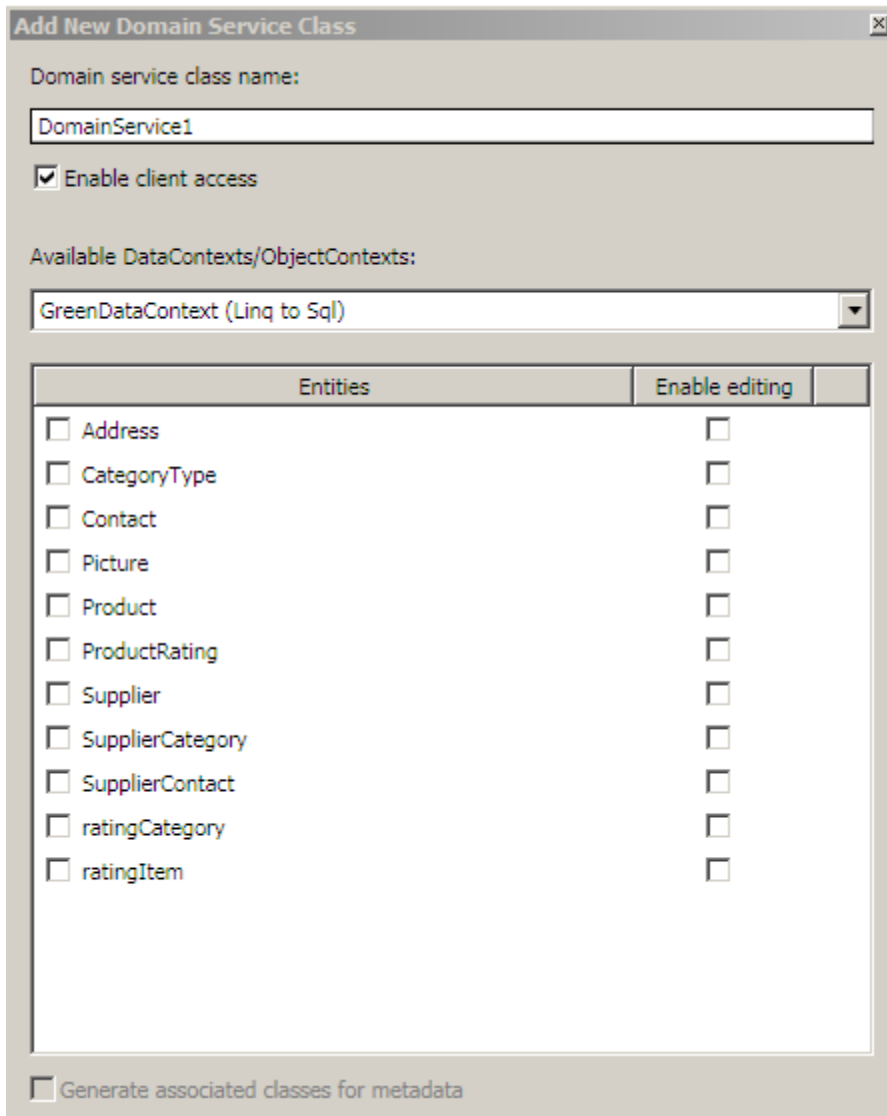 Add New Domain Service Class
Domain service class name:
DomainService1
Enable client access
Available DataContexts/ObjectContexts:
GreenDataContext (Linq to Sql)
Entities Enable editing
Address
CategoryType
Contact
Picture
Product
ProductRating
Supplier
SupplierCategory
SupplierContact
ratingCategory
ratingItem
Generate associated classes for metadata